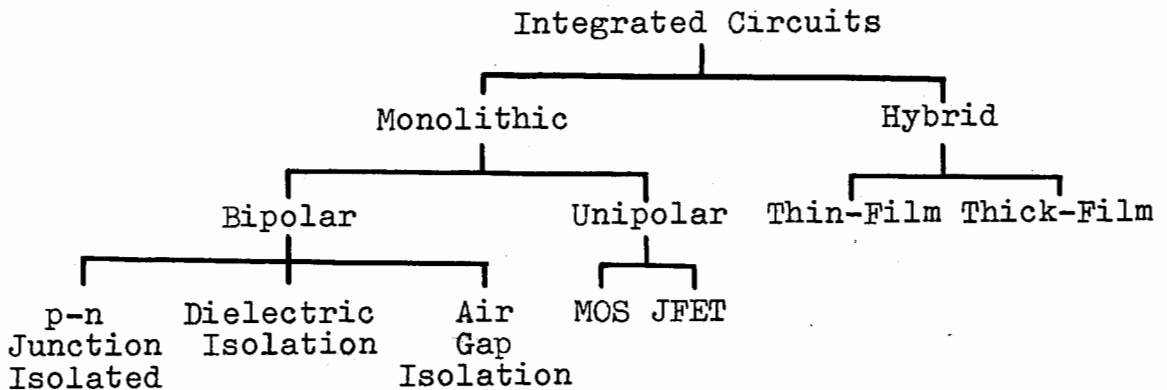 Integrated Circuits
Monolithic
Hybrid
Bipolar
Unipolar
Thin-Film
Thick-Film
p-n
Junction
Isolated
Dielectric
Isolation
Air
Gap
Isolation
MOS
JFET